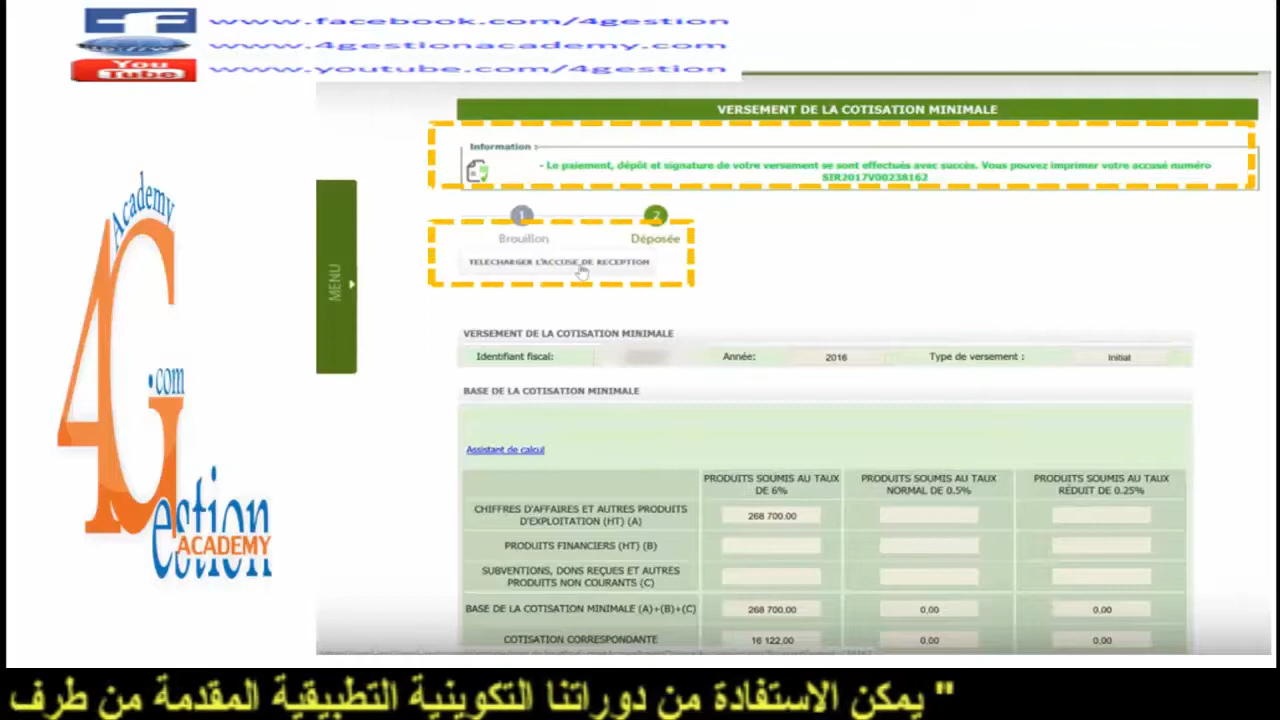 www.facebook.com/4gestion
www.4gestionacademy.com
You
Tube
www.youtube.com/4gestion
VERSEMENT DE LA COTISATION MINIMALE
Information :
- Le paiement, dépôt et signature de votre versement se sont effectués avec succès. Vous pouvez imprimer votre accusé numéro
SIR2017V00238162
1
2
Brouillon
Déposée
TELECHARGER L'ACCUSE DE RECEPTION
MENU
VERSEMENT DE LA COTISATION MINIMALE
Identifiant fiscal:
Année:
2016
Type de versement :
Initial
BASE DE LA COTISATION MINIMALE
Assistant de calcul
PRODUITS SOUMIS AU TAUX
DE 6%
PRODUITS SOUMIS AU TAUX
NORMAL DE 0.5%
PRODUITS SOUMIS AU TAUX
RÉDUIT DE 0.25%
CHIFFRES D'AFFAIRES ET AUTRES PRODUITS
D'EXPLOITATION (HT) (A)
268 700.00
PRODUITS FINANCIERS (HT) (B)
SUBVENTIONS, DONS REÇUES ET AUTRES
PRODUITS NON COURANTS (C)
BASE DE LA COTISATION MINIMALE (A)+(B)+(C)
268 700.00
0,00
0,00
COTISATION CORRESPONDANTE
16 122,00
0,00
0,00
Academy
4G
.com
estion
ACADEMY
" يمكن الاستفادة من دوراتنا التكوينية التطبيقية المقدمة من طرف